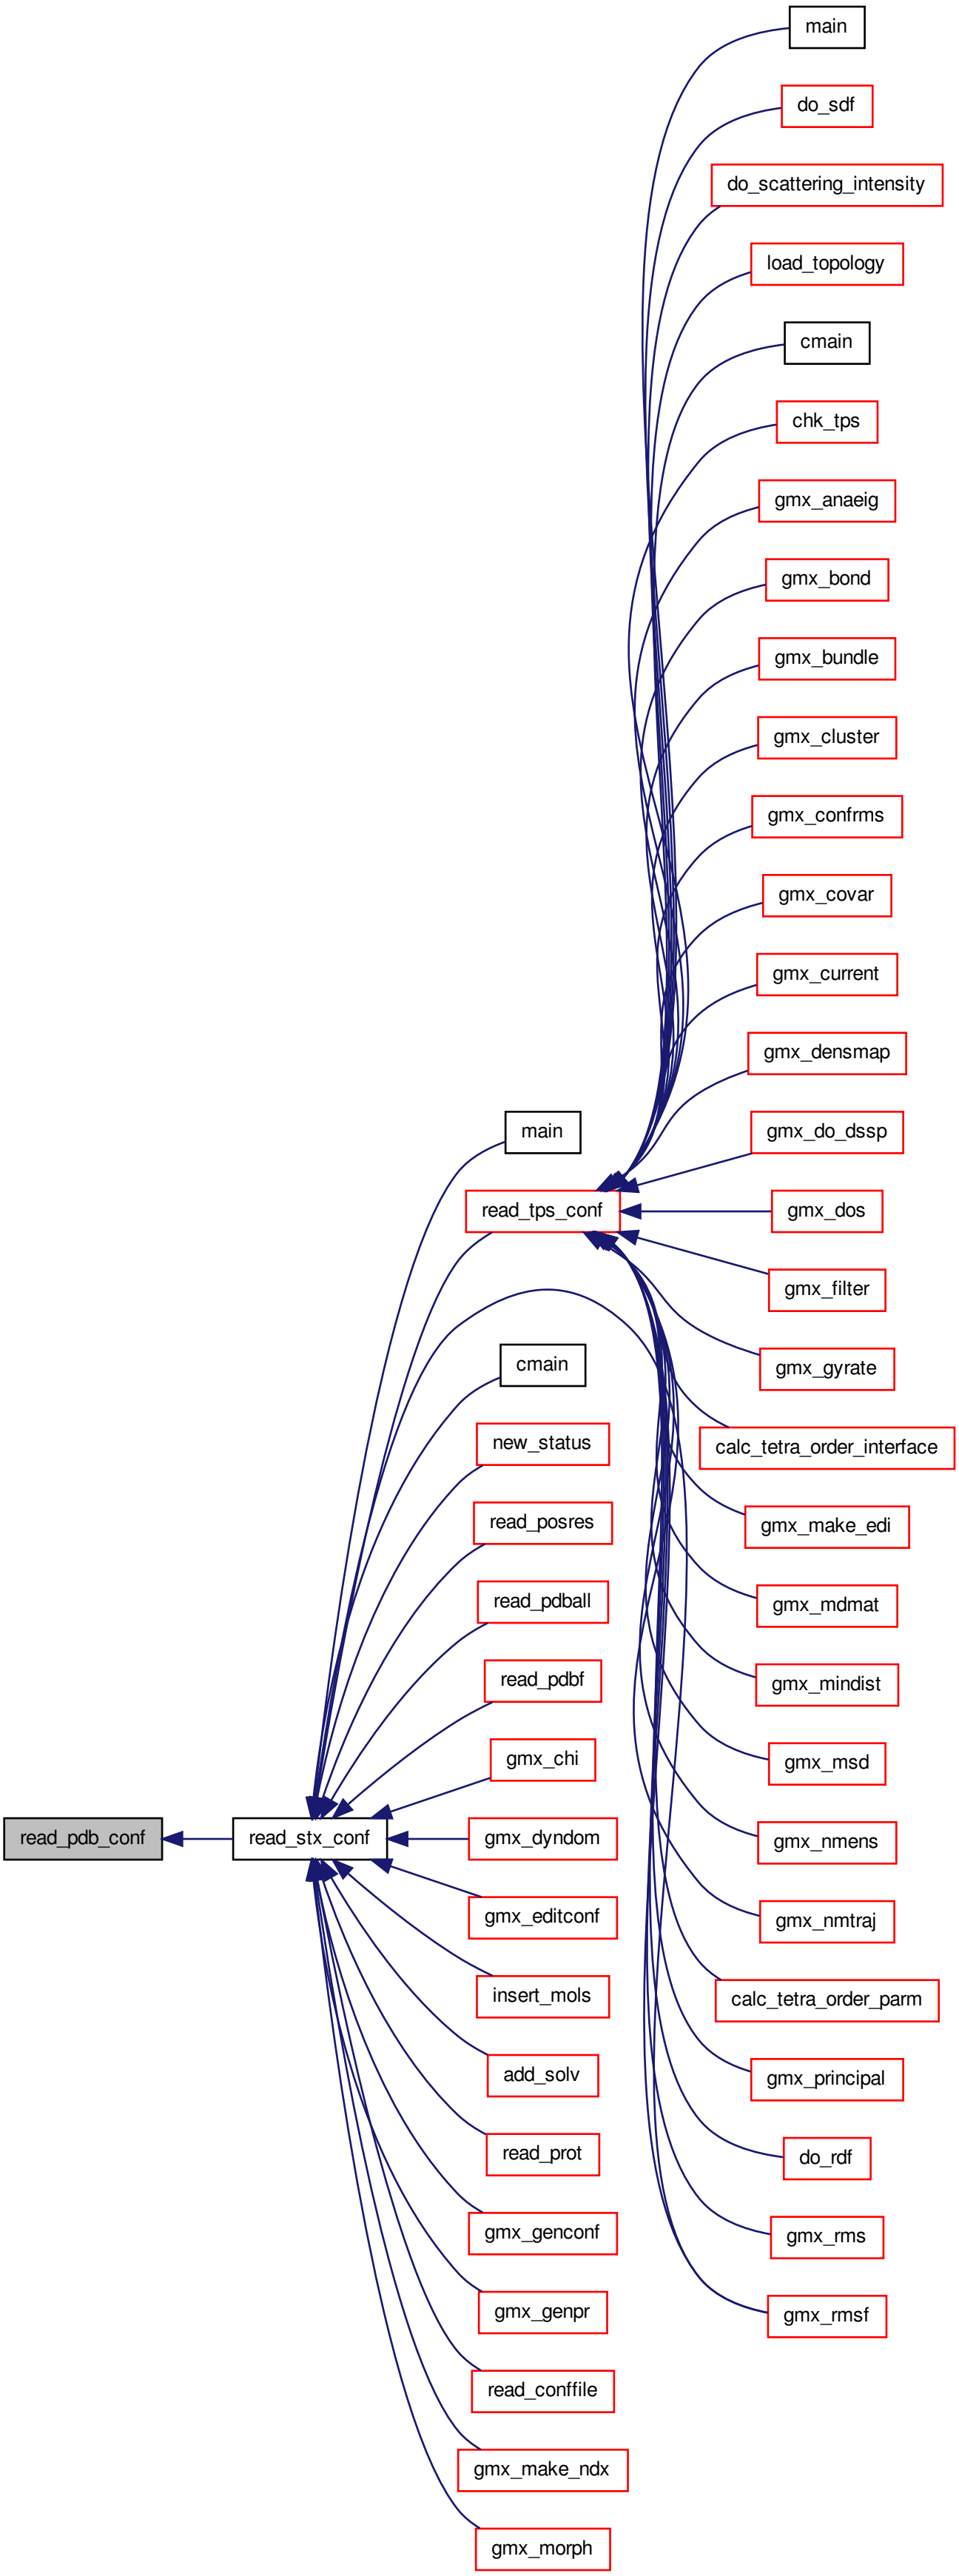 main
do_sdf
do_scattering_intensity
load_topology
cmain
chk_tps
gmx_anaeig
gmx_bond
gmx_bundle
gmx_cluster
gmx_confrms
gmx_covar
gmx_current
gmx_densmap
main
gmx_do_dssp
read_tps_conf
gmx_dos
gmx_filter
cmain
gmx_gyrate
new_status
calc_tetra_order_interface
read_posres
gmx_make_edi
read_pdball
gmx_mdmat
read_pdbf
gmx_mindist
gmx_chi
gmx_msd
read_pdb_conf
read_stx_conf
gmx_dyndom
gmx_nmens
gmx_editconf
gmx_nmtraj
insert_mols
calc_tetra_order_parm
add_solv
gmx_principal
read_prot
do_rdf
gmx_genconf
gmx_rms
gmx_genpr
gmx_rmsf
read_conffile
gmx_make_ndx
gmx_morph